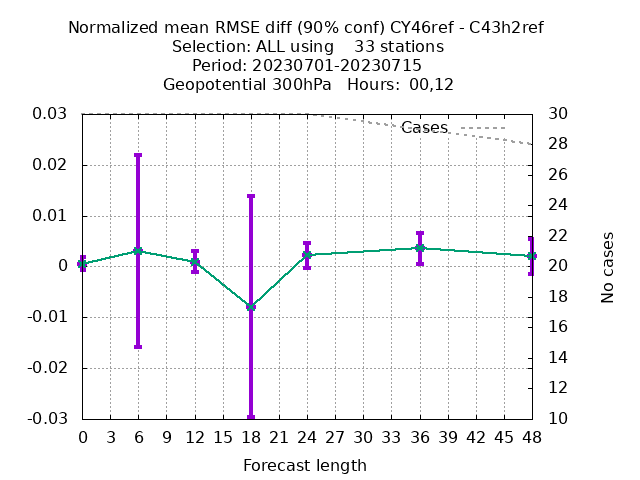 Normalized mean RMSE diff (90% conf) CY46ref - C43h2ref
Selection: ALL using    33 stations
Period: 20230701-20230715
Geopotential 300hPa   Hours:  00,12
0.03
0.02
0.01
0
-0.01
-0.02
-0.03
Cases
30
28
26
24
22
20
18
16
14
12
10
No cases
0 3 6 9 12 15 18 21 24 27 30 33 36 39 42 45 48
Forecast length